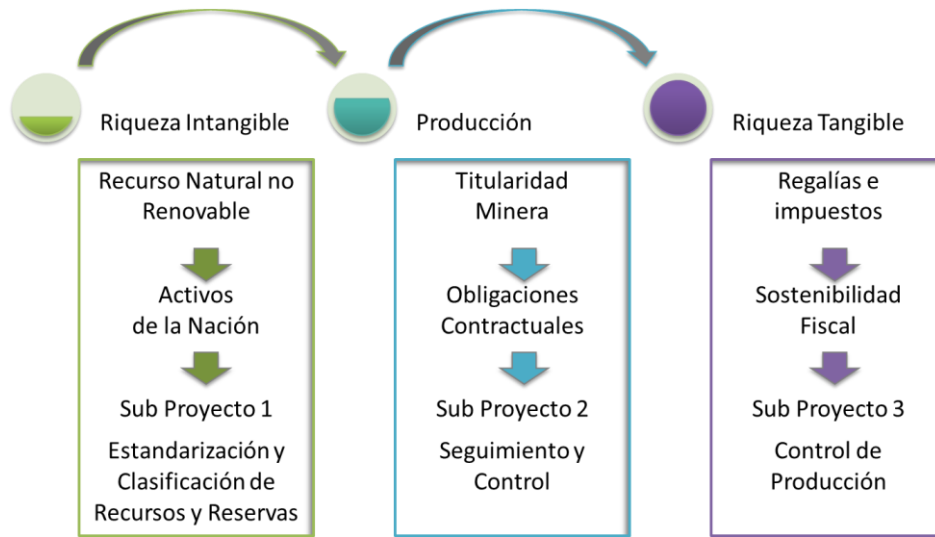 Riqueza Intangible
Recurso Natural no
Renovable
Activos
de la Nación
Sub Proyecto 1
Estandarización y
Clasificación de
Recursos y Reservas
Producción
Titularidad
Minera
Obligaciones
Contractuales
Sub Proyecto 2
Seguimiento y
Control
Riqueza Tangible
Regalías e
impuestos
Sostenibilidad
Fiscal
Sub Proyecto 3
Control de
Producción